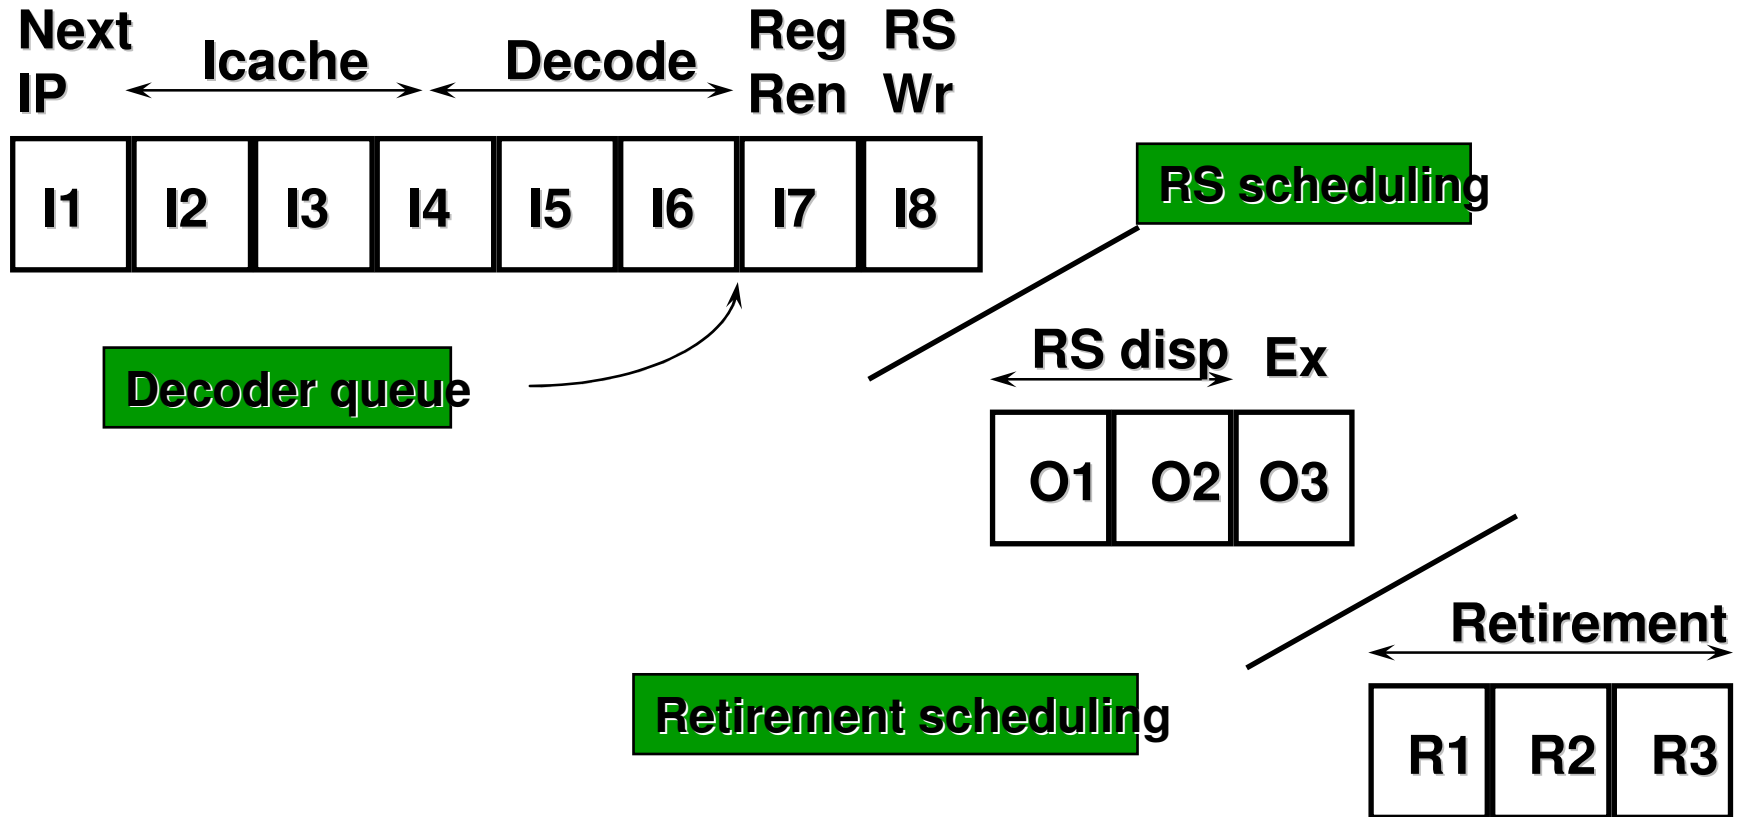 Next
IP
Icache
Decode
Reg
Ren
RS
Wr
I1 I2 I3 I4 I5 I6 I7 I8
RS scheduling
Decoder queue
RS disp
Ex
O1 O2 O3
Retirement
Retirement scheduling
R1 R2 R3